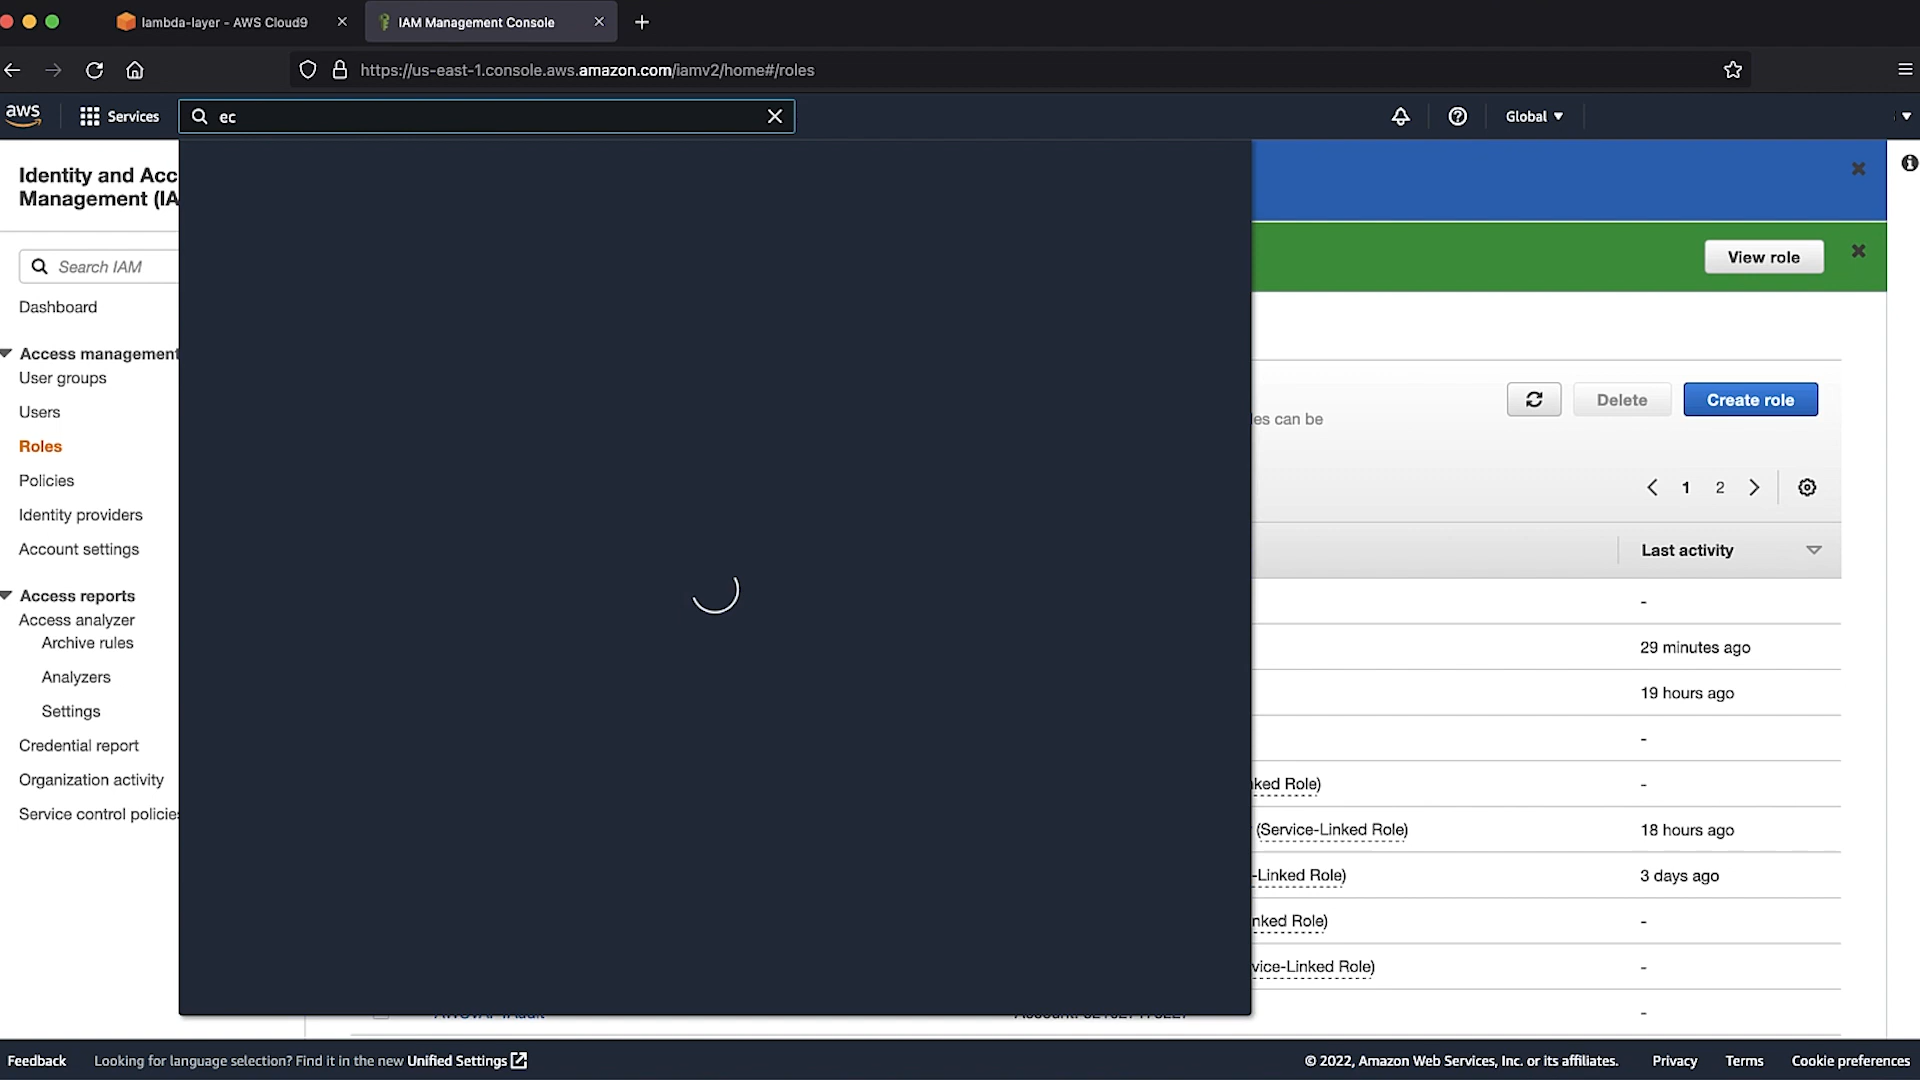 lambda-layer - AWS Cloud9
IAM Management Console
https://us-east-1.console.aws.amazon.com/iamv2/home#/roles
aws
Services
ec
Global
Identity and Acc
Management (IA
View role
Search IAM
Dashboard
Access management
User groups
Users
Roles
Policies
Identity providers
Account settings
Access reports
Access analyzer
Archive rules
Analyzers
Settings
Credential report
Organization activity
Service control policies
Delete
Create role
es can be
1
2
Last activity
-
29 minutes ago
19 hours ago
-
ked Role)
-
(Service-Linked Role)
18 hours ago
-Linked Role)
3 days ago
nked Role)
-
vice-Linked Role)
-
-
Feedback
Looking for language selection? Find it in the new Unified Settings
© 2022, Amazon Web Services, Inc. or its affiliates.
Privacy
Terms
Cookie preferences